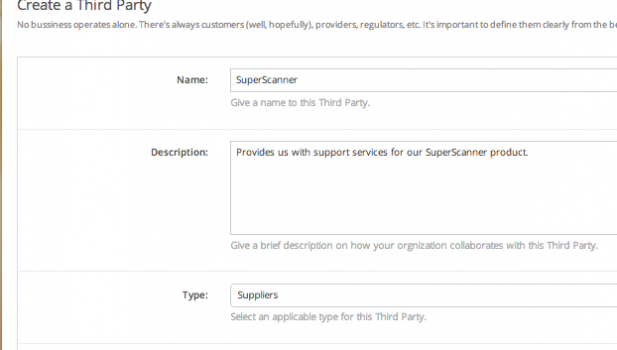 Create a Third Party
No bussiness operates alone. There's always customers (well, hopefully), providers, regulators, etc. It's important to define them clearly from the
Name:
SuperScanner
Give a name to this Third Party.
Description:
Provides us with support services for our SuperScanner product.
Give a brief description on how your orgnization collaborates with this Third Party.
Type:
Suppliers
Select an applicable type for this Third Party.